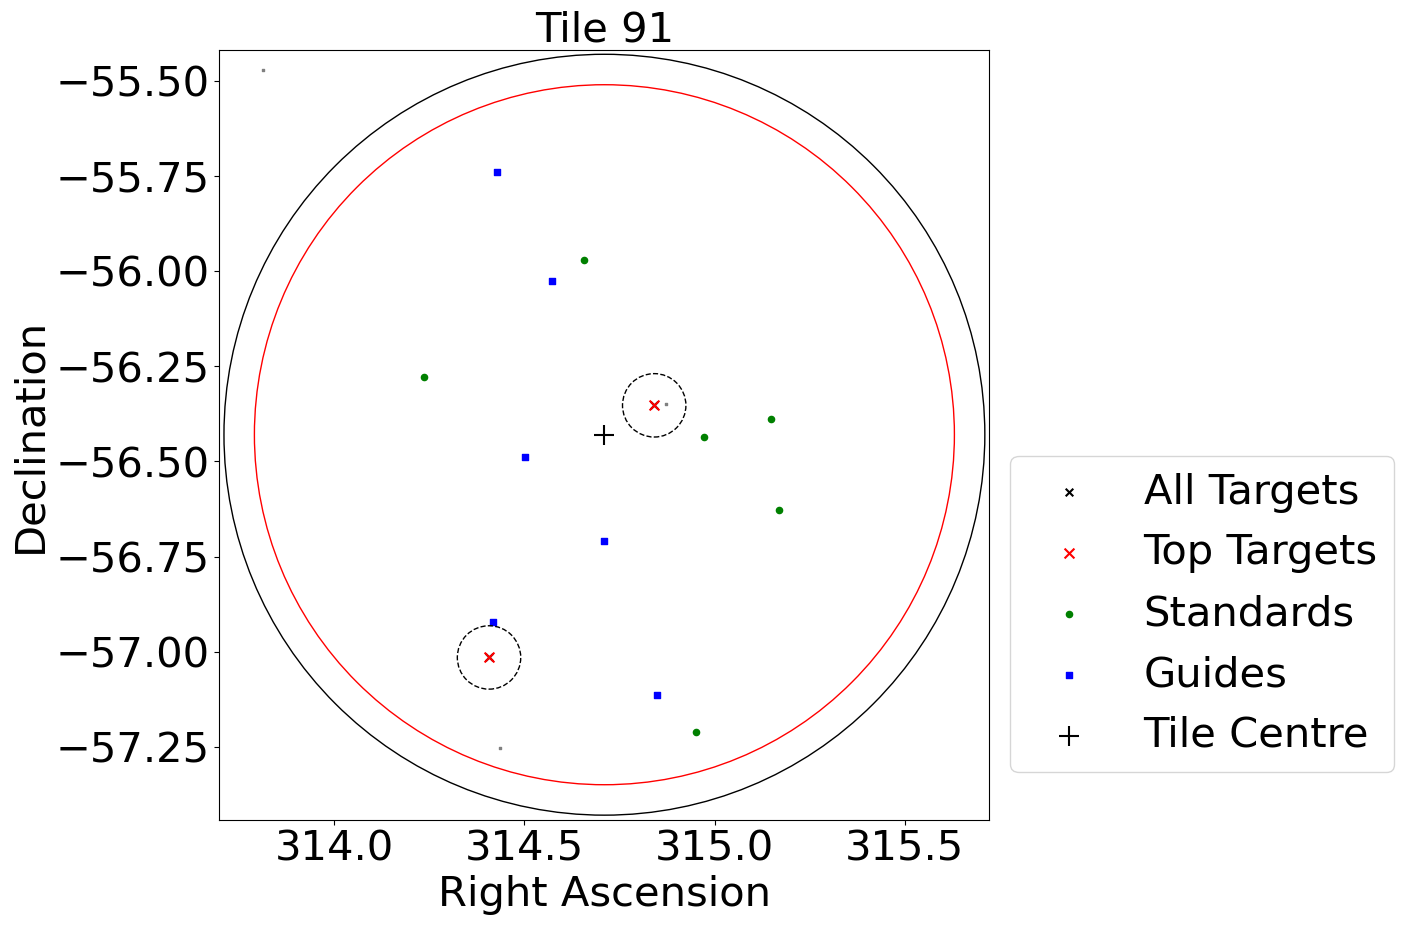 Tile 91
−55.50
−55.75
−56.00
−56.25
−56.50
−56.75
−57.00
−57.25
Declination
314.0 314.5 315.0 315.5
Right Ascension
All Targets
Top Targets
Standards
Guides
Tile Centre